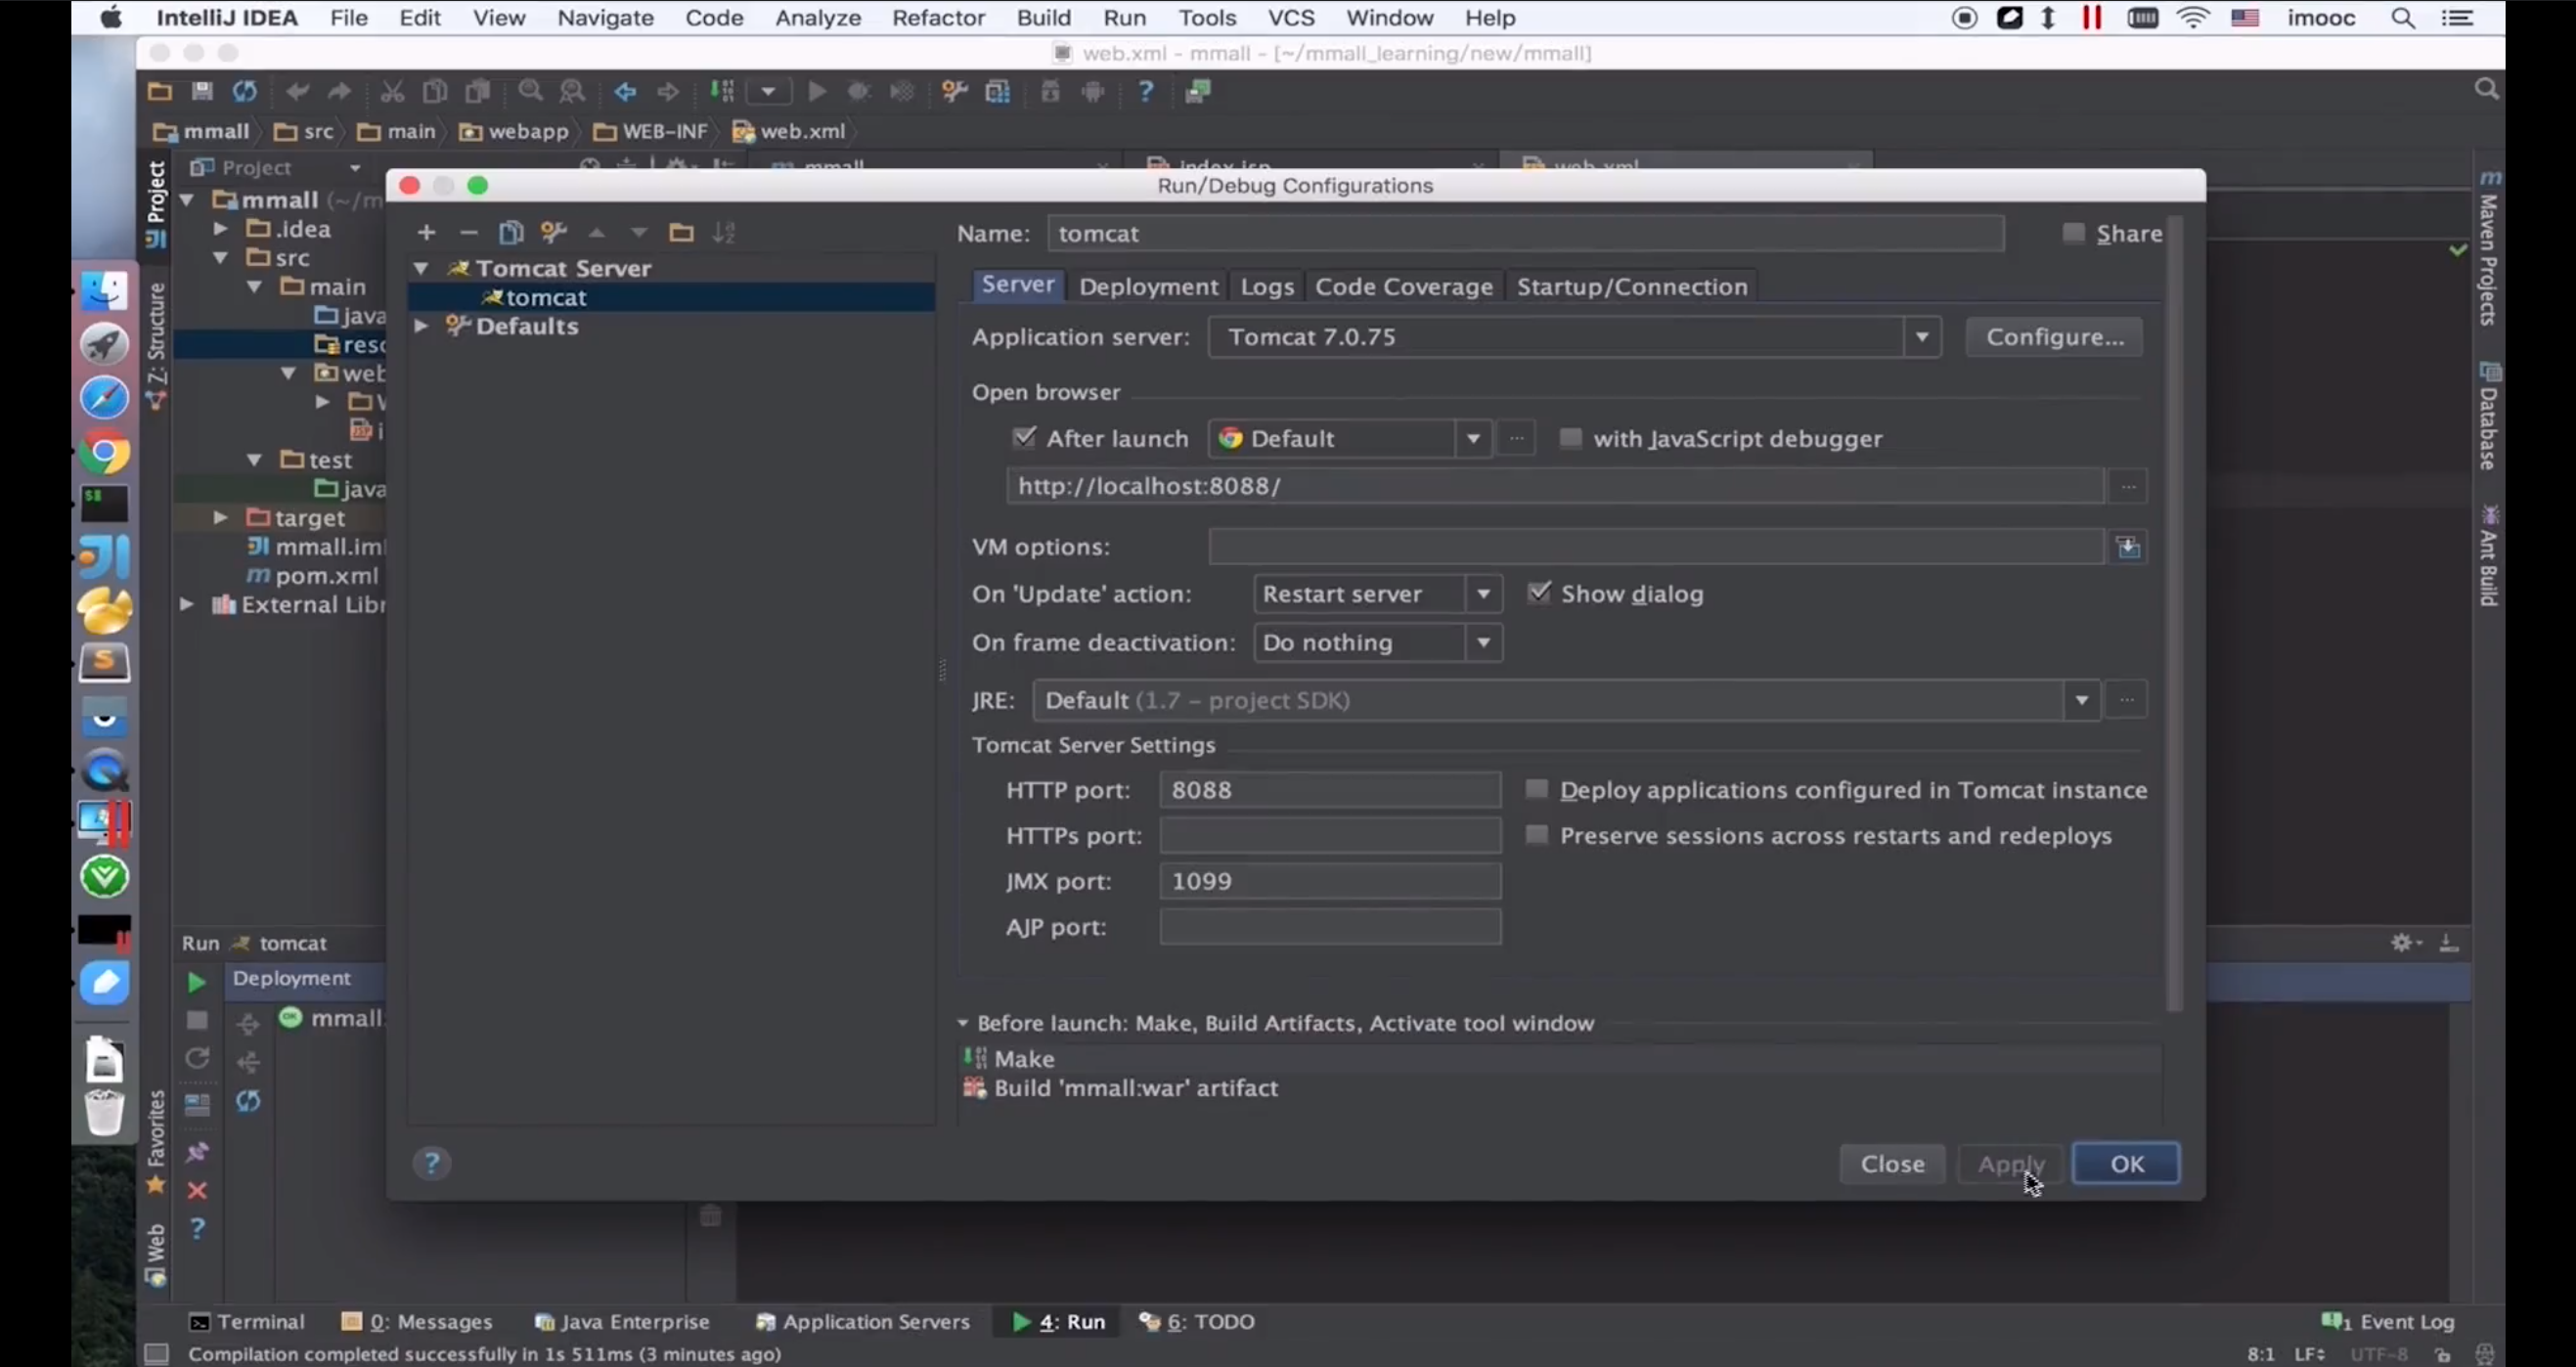 IntelliJ IDEA File Edit View Navigate Code Analyze Refactor Build Run Tools VCS Window Help imooc
web.xml - mmall - [~/mmall_learning/new/mmall]
mmall src main webapp WEB-INF web.xml
Project mmall index.jsp web.xml
Run/Debug Configurations
Project
Z: Structure
Favorites
Web
mmall (~/m
.idea
src
main
java
reso
web
W
i
test
java
target
mmall.iml
pom.xml
External Libr
Tomcat Server
tomcat
Defaults
Name: tomcat Share
Server Deployment Logs Code Coverage Startup/Connection
Application server: Tomcat 7.0.75 Configure...
Open browser
After launch Default ... with JavaScript debugger
http://localhost:8088/ ...
VM options:
On 'Update' action: Restart server Show dialog
On frame deactivation: Do nothing
JRE: Default (1.7 – project SDK) ...
Tomcat Server Settings
HTTP port: 8088 Deploy applications configured in Tomcat instance
HTTPs port: Preserve sessions across restarts and redeploys
JMX port: 1099
AJP port:
Before launch: Make, Build Artifacts, Activate tool window
Make
Build 'mmall:war' artifact
? Close Apply OK
Maven Projects
Database
Ant Build
Run tomcat
Deployment
OK mmall:
Terminal 0: Messages Java Enterprise Application Servers 4: Run 6: TODO 1 Event Log
Compilation completed successfully in 1s 511ms (3 minutes ago) 8:1 LF UTF-8